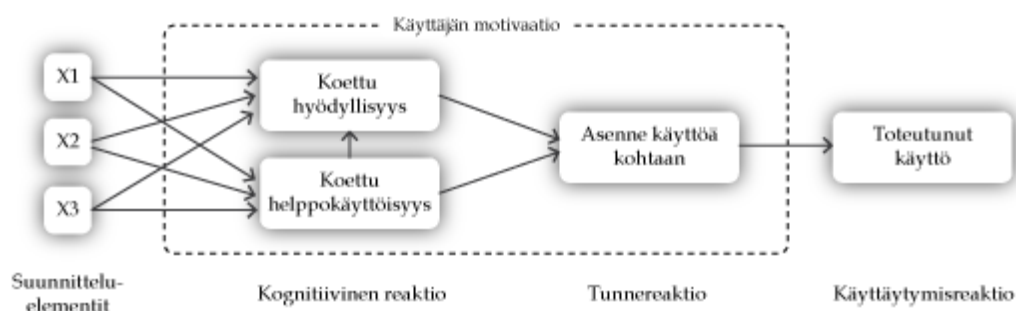 Käyttäjän motivaatio
X1
X2
X3
Koettu
hyödyllisyys
Koettu
helppokäyttöisyys
Asenne käyttöä
kohtaan
Toteutunut
käyttö
Suunnittelu-
elementit
Kognitiivinen reaktio
Tunnereaktio
Käyttäytymisreaktio